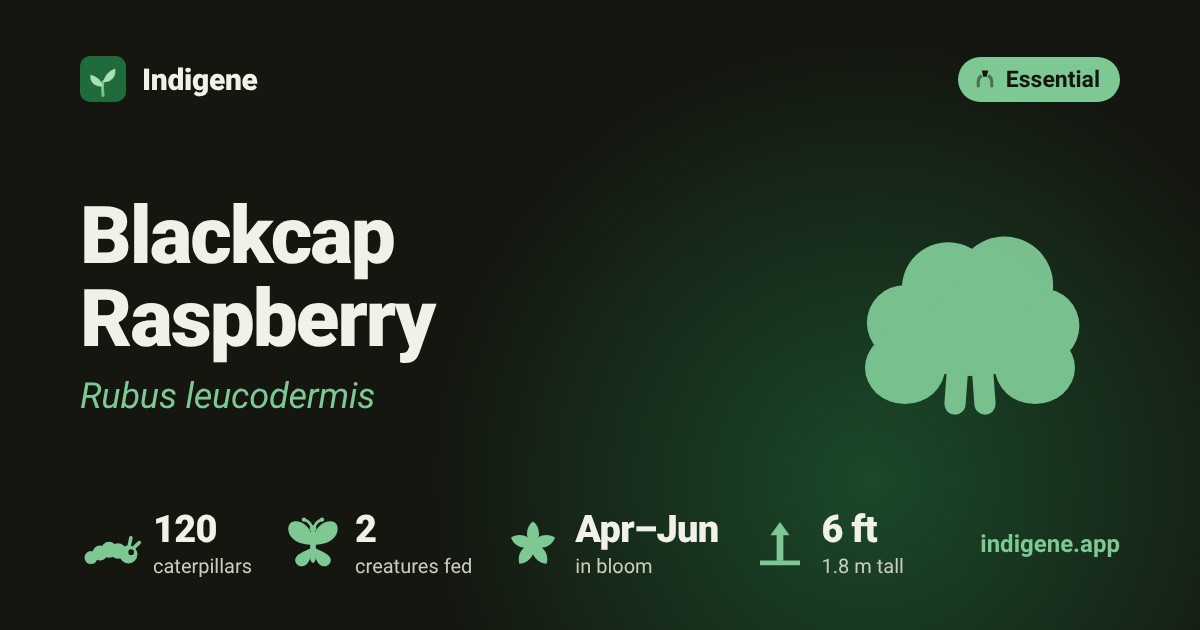 Indigene
Essential
Blackcap
Raspberry
Rubus leucodermis
120
caterpillars
2
creatures fed
Apr–Jun
in bloom
6 ft
1.8 m tall
indigene.app